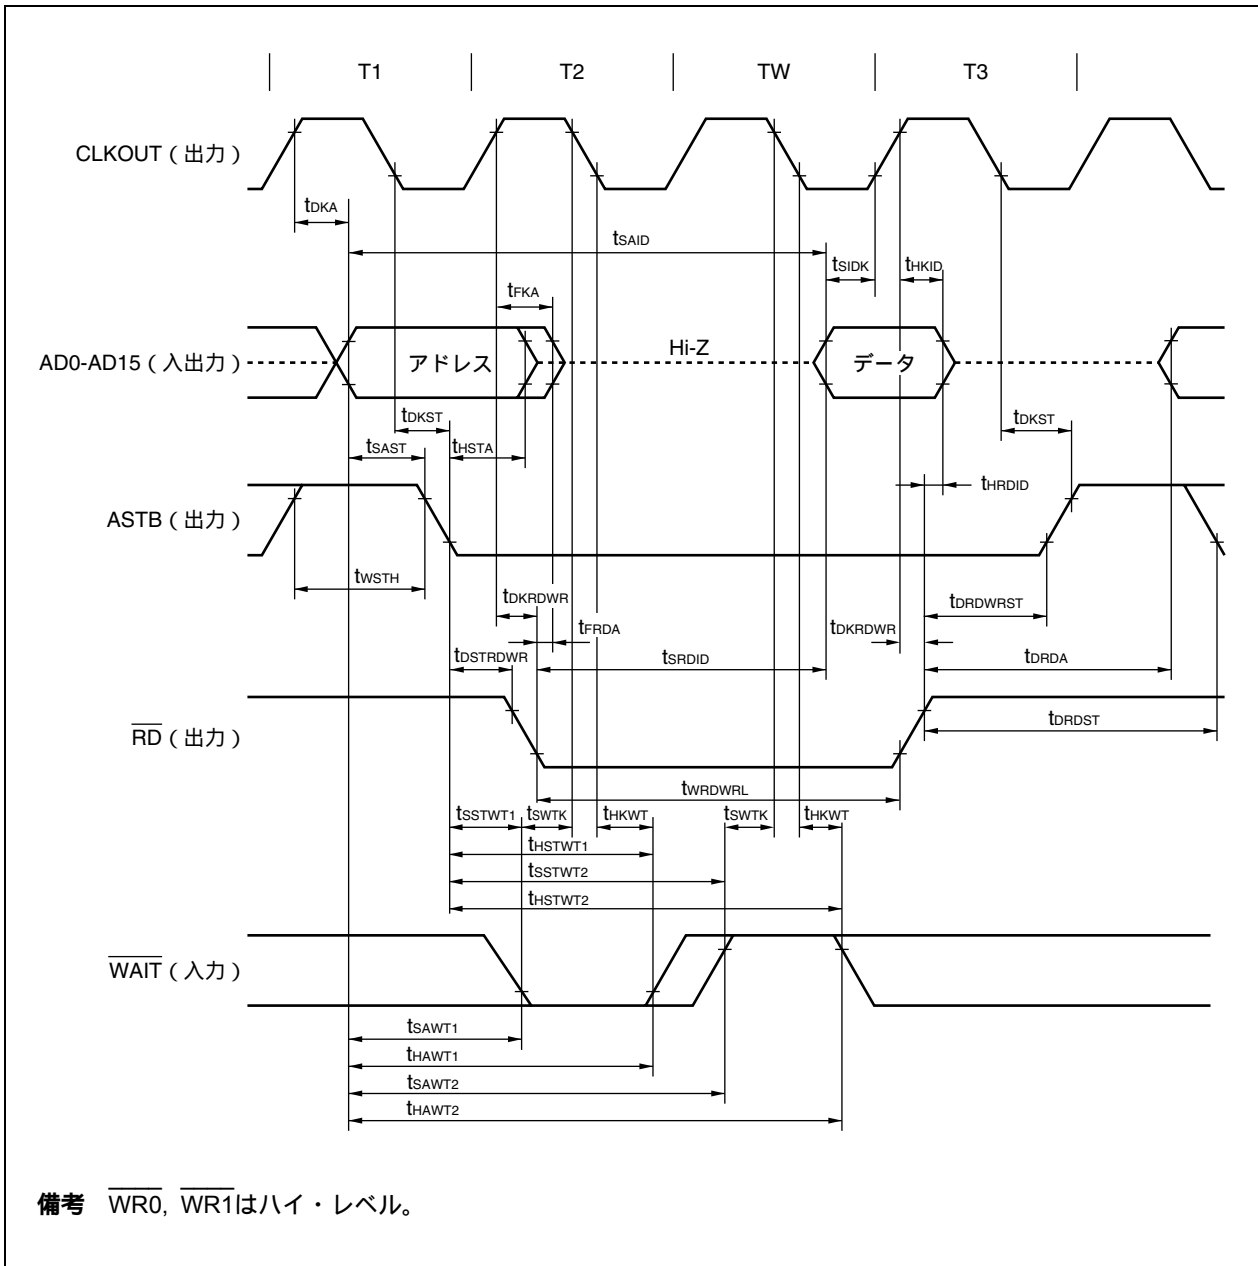 T1 T2 TW T3
CLKOUT（出力）
tDKA
tSAID
tSIDK tHKID
tFKA
AD0-AD15（入出力） アドレス Hi-Z データ
tDKST tDKST
tSAST tHSTA
tHRDID
ASTB（出力）
tWSTH
tDKRDWR tDRDWRST
tFRDA tDKRDWR
tDSTRDWR tSRDID tDRDA
tDRDST
RD（出力）
tWRDWRL
tSSTWT1 tSWTK tHKWT tSWTK tHKWT
tHSTWT1
tSSTWT2
tHSTWT2
WAIT（入力）
tSAWT1
tHAWT1
tSAWT2
tHAWT2
備考 WR0, WR1はハイ・レベル。